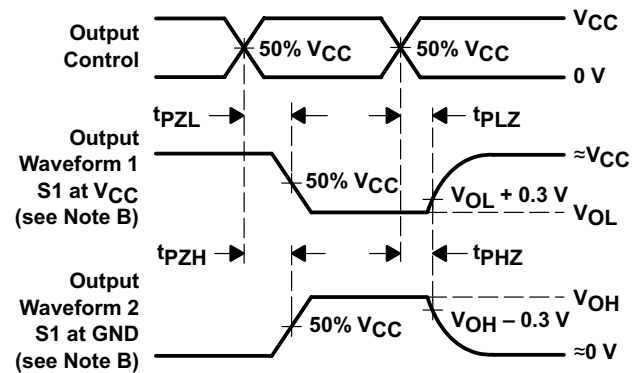 Output
Control
50% VCC
50% VCC
VCC
0 V
tPZL
tPLZ
Output
Waveform 1
S1 at VCC
(see Note B)
50% VCC
≈VCC
VOL + 0.3 V
VOL
tPZH
tPHZ
Output
Waveform 2
S1 at GND
(see Note B)
50% VCC
VOH
VOH – 0.3 V
≈0 V